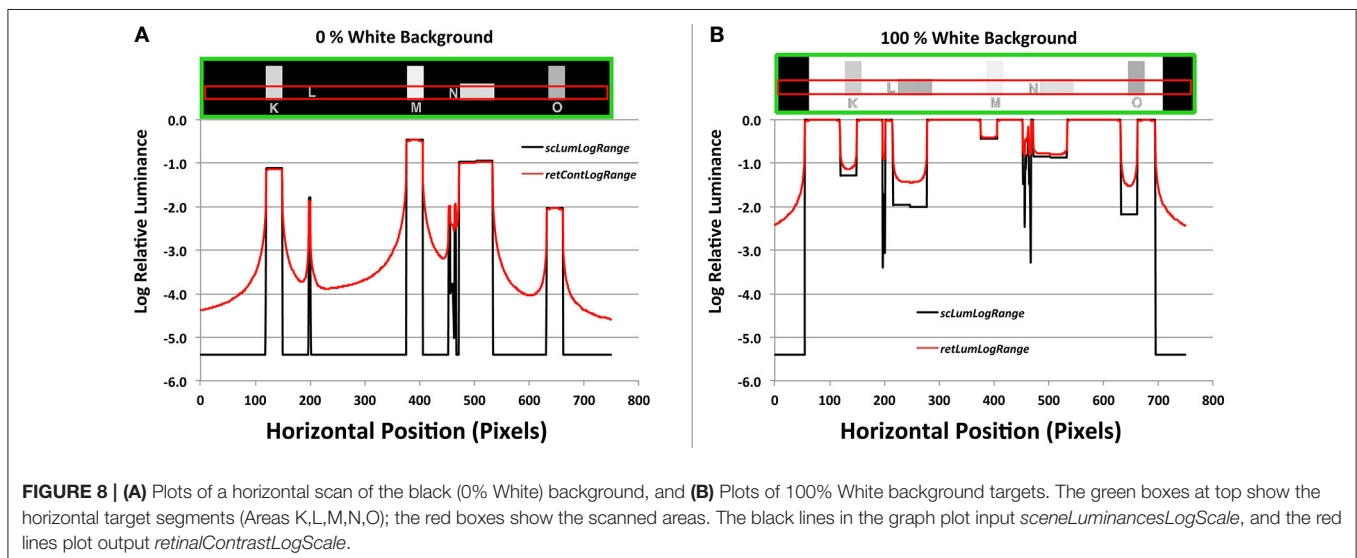 A
0 % White Background
K L M N O
0.0
-1.0
-2.0
-3.0
-4.0
-5.0
-6.0
Log Relative Luminance
scLumLogRange
retContLogRange
0 100 200 300 400 500 600 700 800
Horizontal Position (Pixels)
B
100 % White Background
K L M N O
0.0
-1.0
-2.0
-3.0
-4.0
-5.0
-6.0
Log Relative Luminance
scLumLogRange
retLumLogRange
0 100 200 300 400 500 600 700 800
Horizontal Position (Pixels)
FIGURE 8 | (A) Plots of a horizontal scan of the black (0% White) background, and (B) Plots of 100% White background targets. The green boxes at top show the
horizontal target segments (Areas K,L,M,N,O); the red boxes show the scanned areas. The black lines in the graph plot input sceneLuminancesLogScale, and the red
lines plot output retinalContrastLogScale.